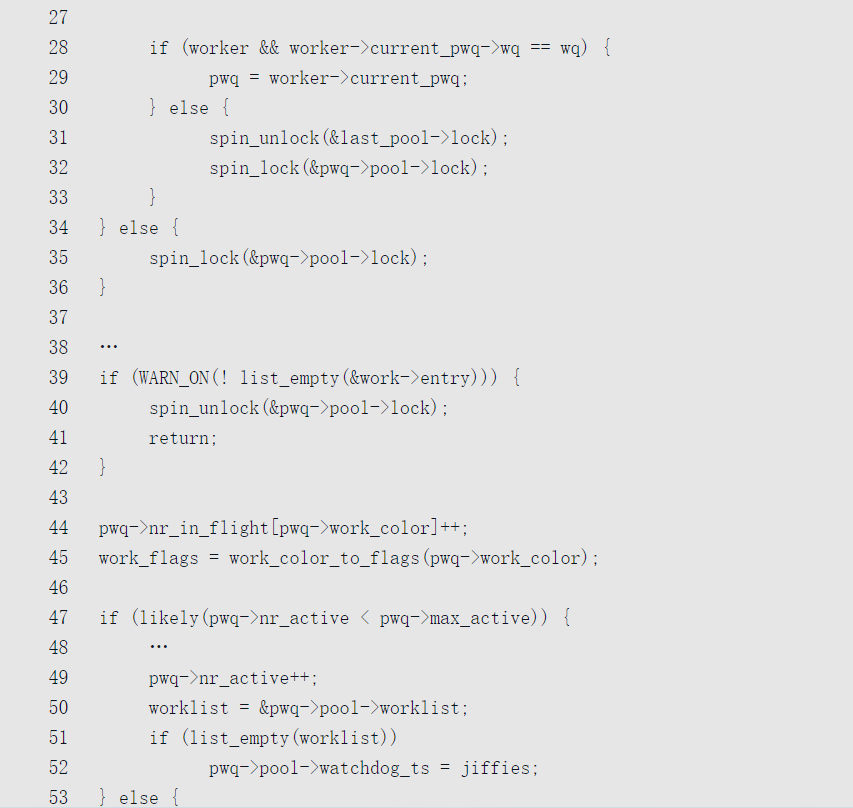 27
28 if (worker && worker->current_pwq->wq == wq) {
29 pwq = worker->current_pwq;
30 } else {
31 spin_unlock(&last_pool->lock);
32 spin_lock(&pwq->pool->lock);
33 }
34 } else {
35 spin_lock(&pwq->pool->lock);
36 }
37
38 …
39 if (WARN_ON(! list_empty(&work->entry))) {
40 spin_unlock(&pwq->pool->lock);
41 return;
42 }
43
44 pwq->nr_in_flight[pwq->work_color]++;
45 work_flags = work_color_to_flags(pwq->work_color);
46
47 if (likely(pwq->nr_active < pwq->max_active)) {
48 …
49 pwq->nr_active++;
50 worklist = &pwq->pool->worklist;
51 if (list_empty(worklist))
52 pwq->pool->watchdog_ts = jiffies;
53 } else {